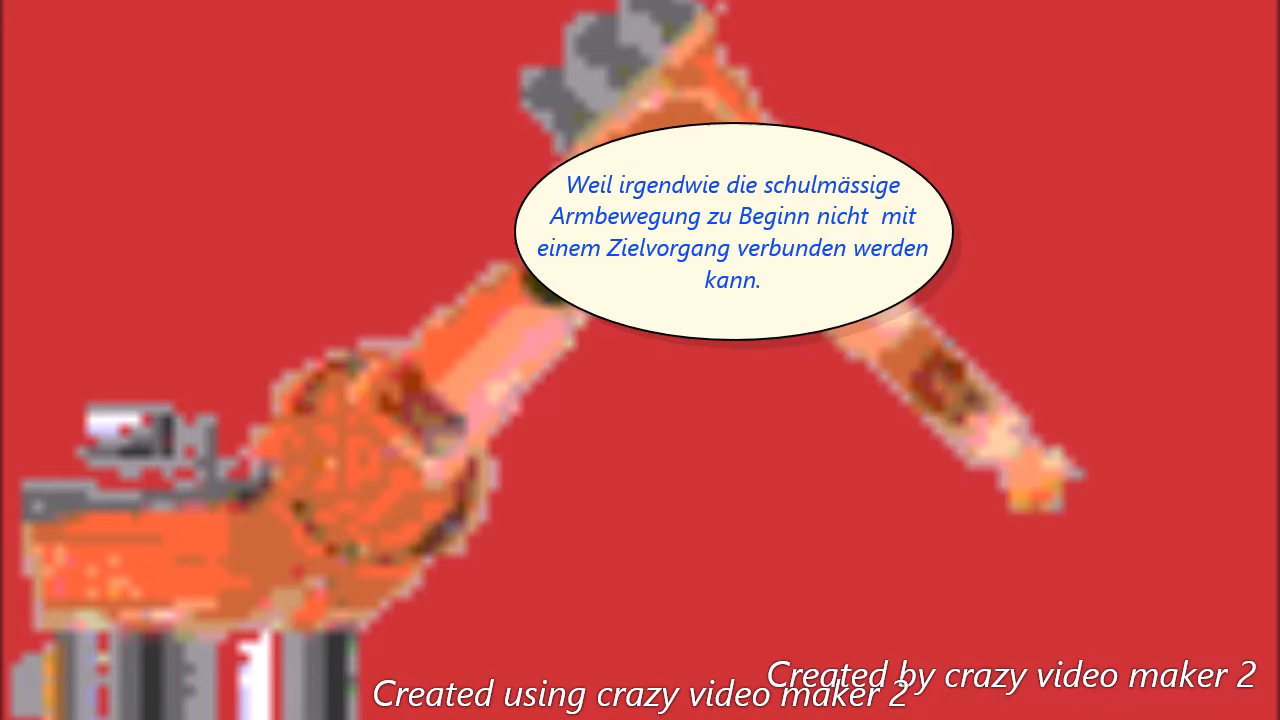 Weil irgendwie die schulmässige
Armbewegung zu Beginn nicht  mit
einem Zielvorgang verbunden werden
kann.
Created by crazy video maker 2
Created using crazy video maker 2